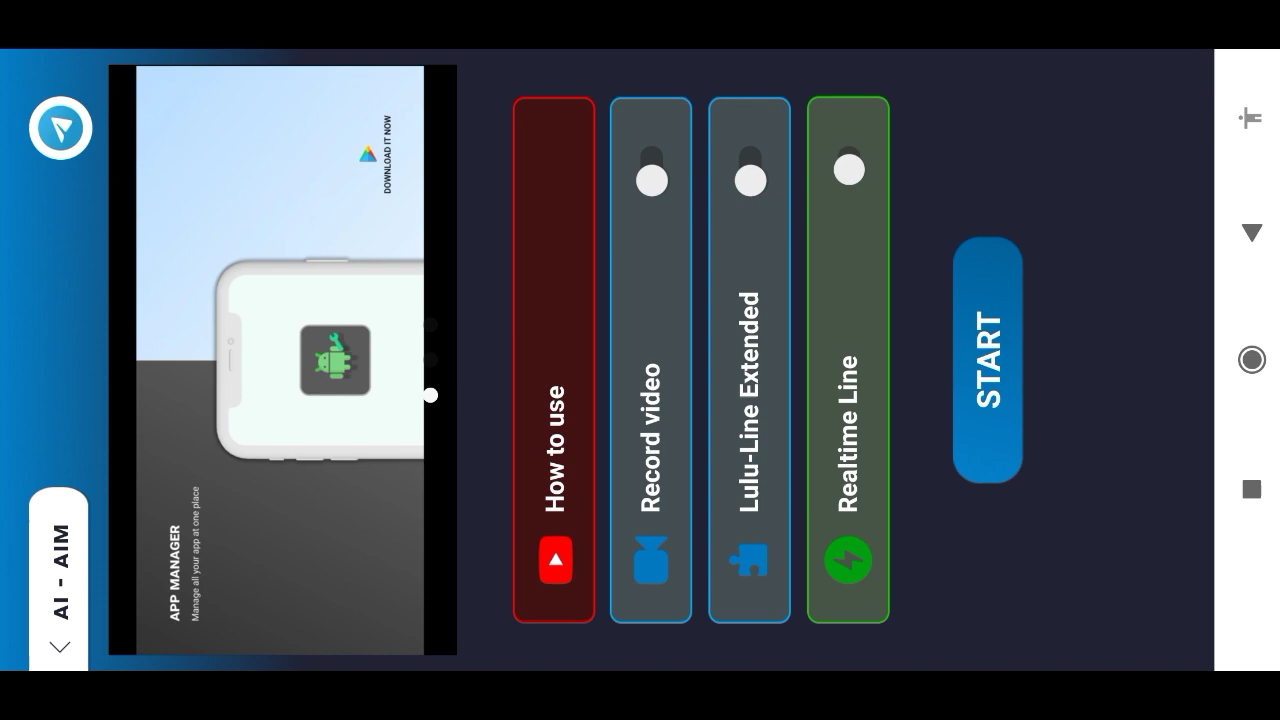 AI - AIM
APP MANAGER
Manage all your app at one place
DOWNLOAD IT NOW
How to use
Record video
Lulu-Line Extended
Realtime Line
START